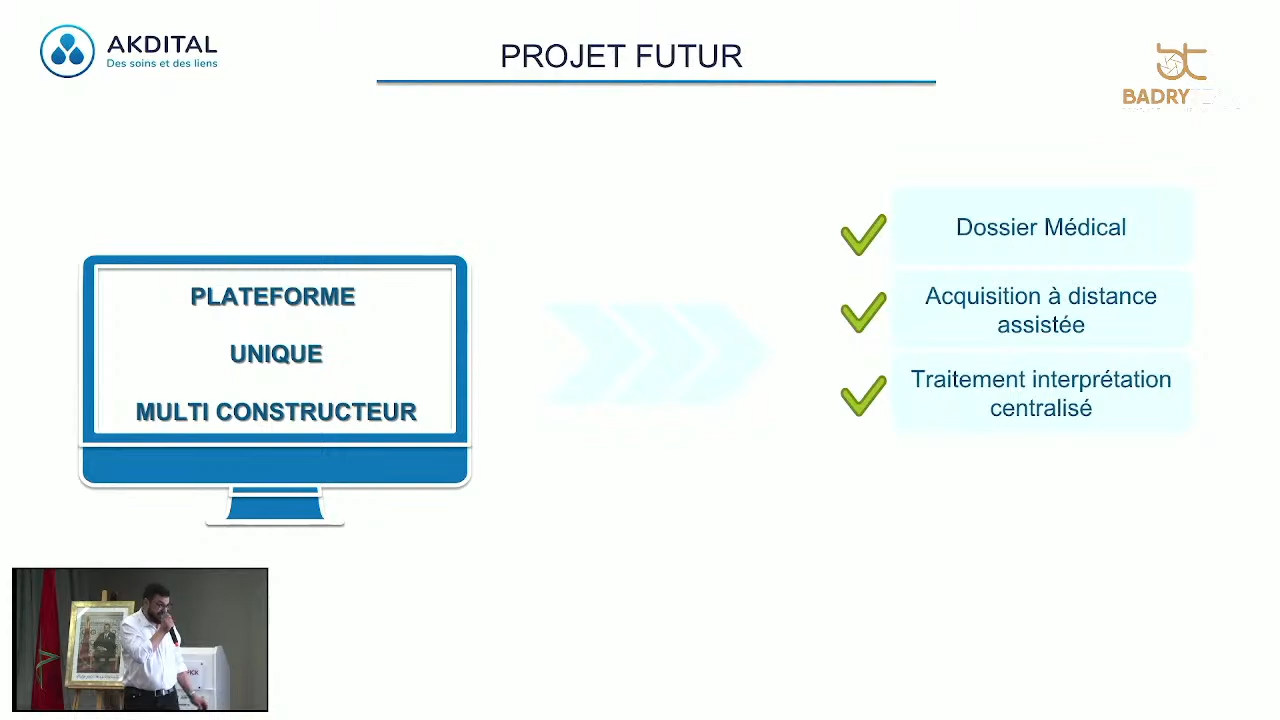 AKDITAL
Des soins et des liens
PROJET FUTUR
BADRY
PLATEFORME
UNIQUE
MULTI CONSTRUCTEUR
Dossier Médical
Acquisition à distance
assistée
Traitement interprétation
centralisé